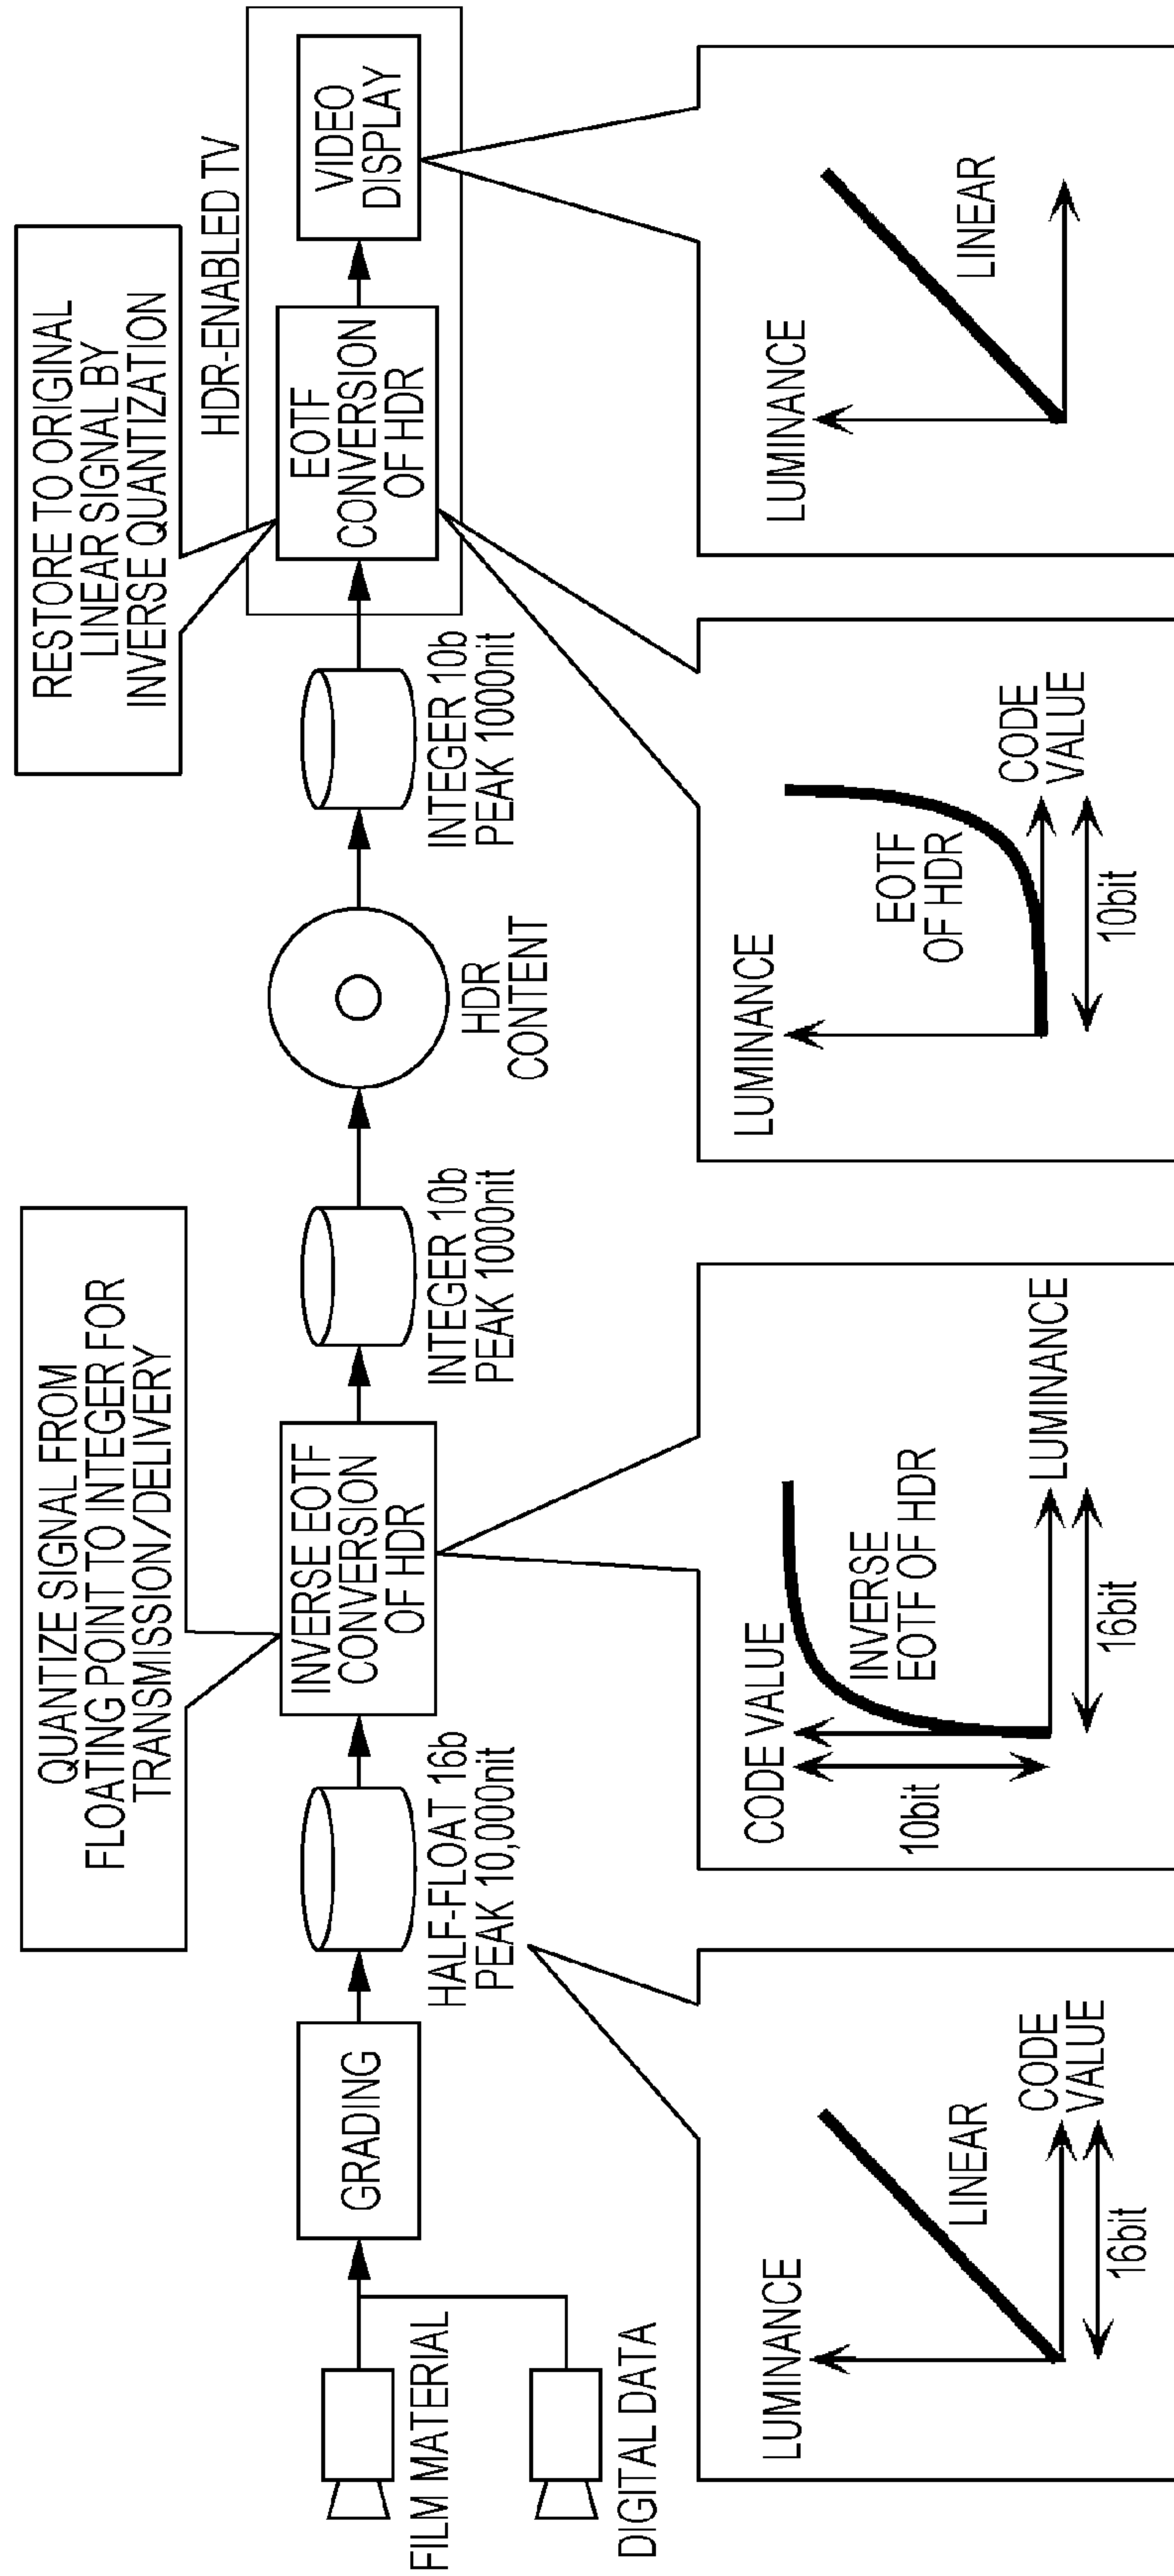 QUANTIZE SIGNAL FROM
FLOATING POINT TO INTEGER FOR
TRANSMISSION/DELIVERY
RESTORE TO ORIGINAL
LINEAR SIGNAL BY
INVERSE QUANTIZATION
HDR-ENABLED TV
FILM MATERIAL
DIGITAL DATA
GRADING
HALF-FLOAT 16b
PEAK 10,000nit
INVERSE EOTF
CONVERSION
OF HDR
INTEGER 10b
PEAK 1000nit
HDR
CONTENT
INTEGER 10b
PEAK 1000nit
EOTF
CONVERSION
OF HDR
VIDEO
DISPLAY
LUMINANCE
LINEAR
CODE
VALUE
16bit
CODE VALUE
10bit
INVERSE
EOTF OF HDR
LUMINANCE
16bit
LUMINANCE
EOTF
OF HDR
CODE
VALUE
10bit
LUMINANCE
LINEAR